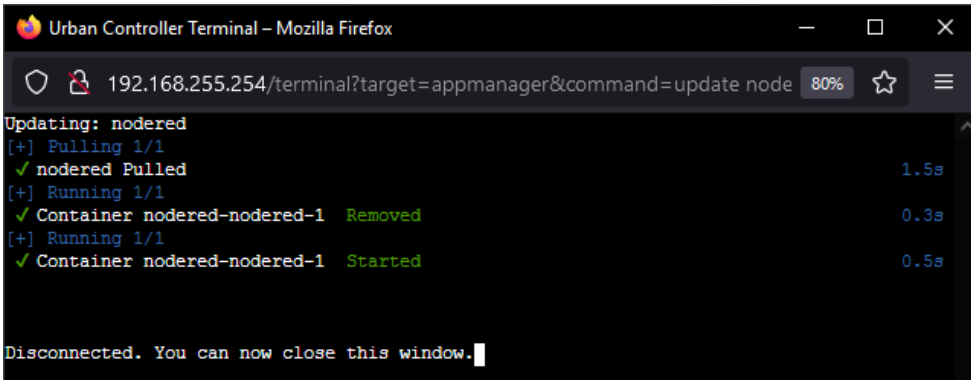 Urban Controller Terminal – Mozilla Firefox
192.168.255.254/terminal?target=appmanager&command=update node 80%
Updating: nodered
[+] Pulling 1/1
✓ nodered Pulled 1.5s
[+] Running 1/1
✓ Container nodered-nodered-1 Removed 0.3s
[+] Running 1/1
✓ Container nodered-nodered-1 Started 0.5s
Disconnected. You can now close this window.